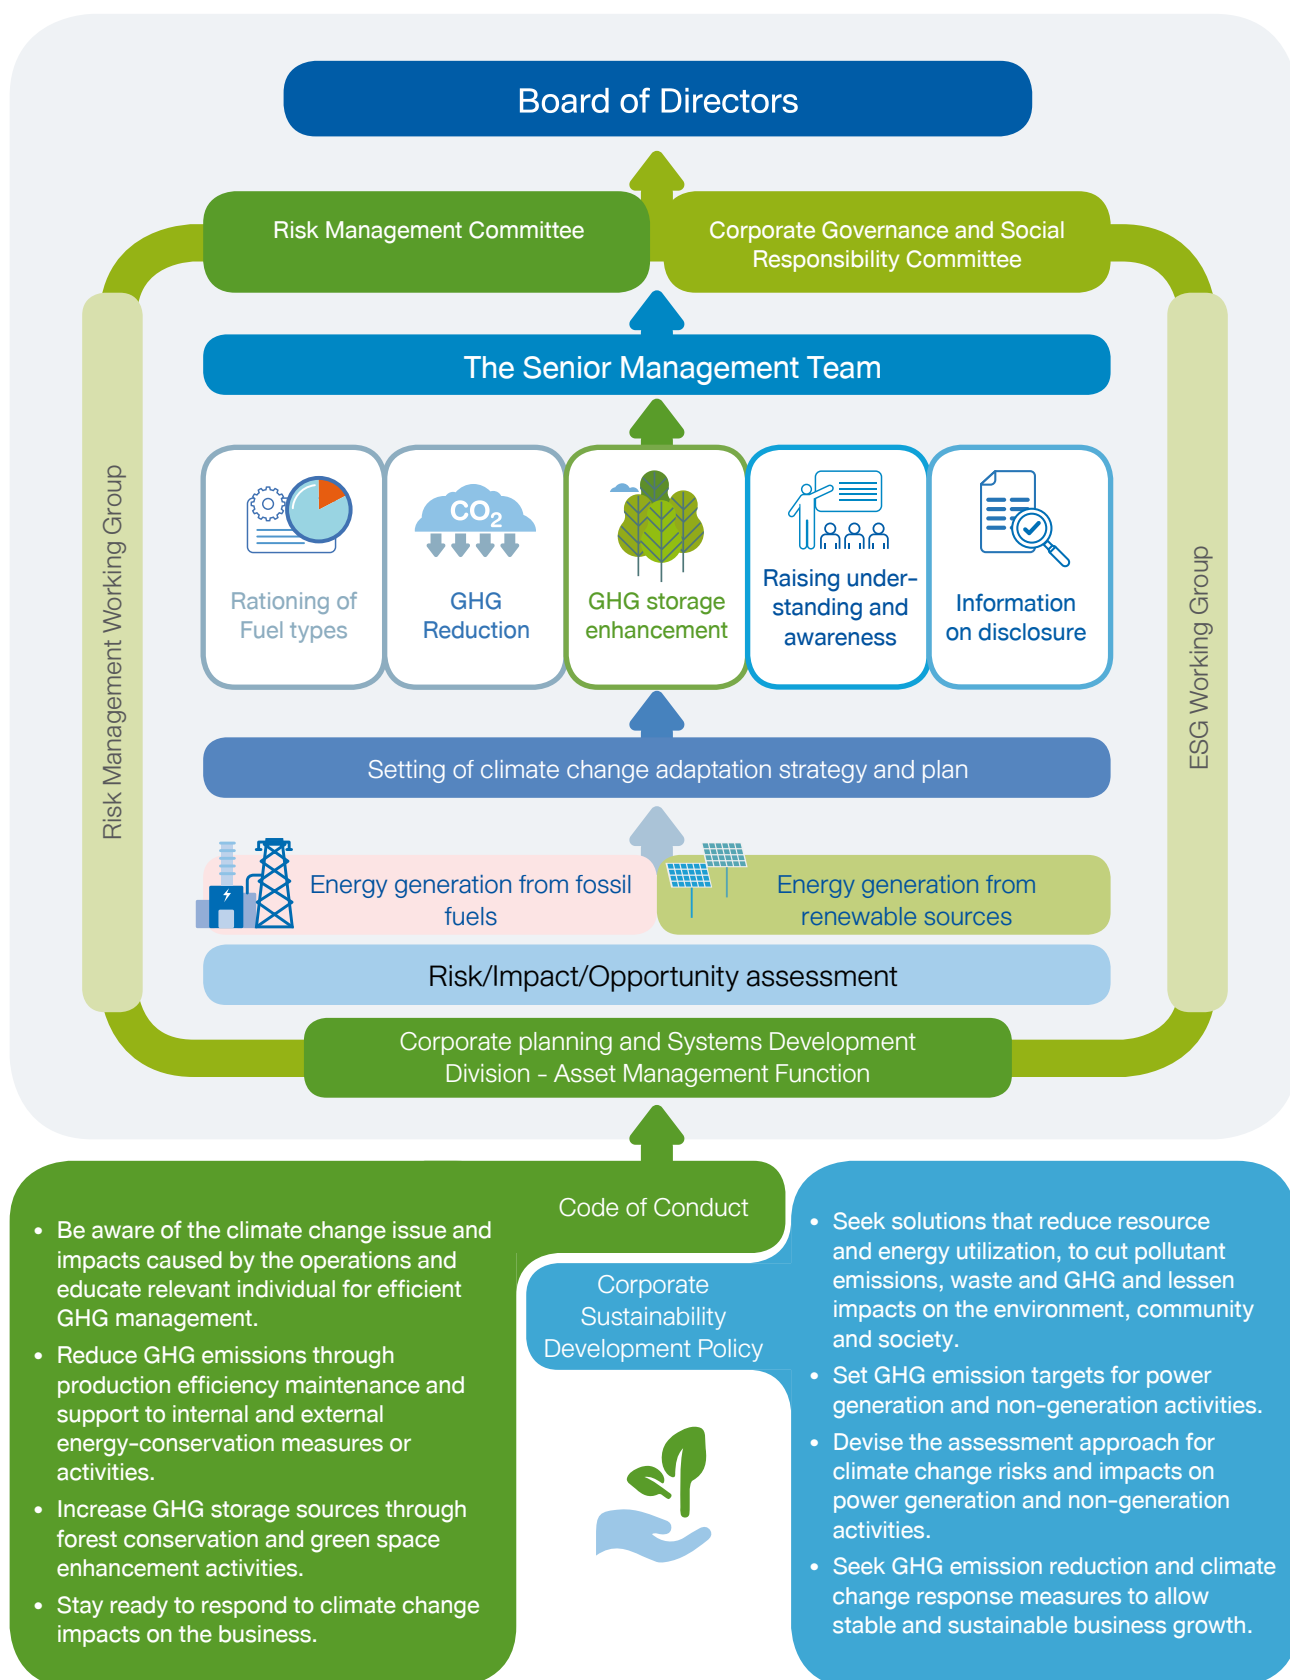 Board of Directors
Risk Management Committee
Corporate Governance and Social
Responsibility Committee
The Senior Management Team
Risk Management Working Group
ESG Working Group
CO2
Rationing of
Fuel types
GHG
Reduction
GHG storage
enhancement
Raising under-
standing and
awareness
Information
on disclosure
Setting of climate change adaptation strategy and plan
Energy generation from fossil
fuels
Energy generation from
renewable sources
Risk/Impact/Opportunity assessment
Corporate planning and Systems Development
Division - Asset Management Function
Code of Conduct
• Be aware of the climate change issue and
impacts caused by the operations and
educate relevant individual for efficient
GHG management.
• Reduce GHG emissions through
production efficiency maintenance and
support to internal and external
energy-conservation measures or
activities.
• Increase GHG storage sources through
forest conservation and green space
enhancement activities.
• Stay ready to respond to climate change
impacts on the business.
Corporate
Sustainability
Development Policy
• Seek solutions that reduce resource
and energy utilization, to cut pollutant
emissions, waste and GHG and lessen
impacts on the environment, community
and society.
• Set GHG emission targets for power
generation and non-generation activities.
• Devise the assessment approach for
climate change risks and impacts on
power generation and non-generation
activities.
• Seek GHG emission reduction and climate
change response measures to allow
stable and sustainable business growth.